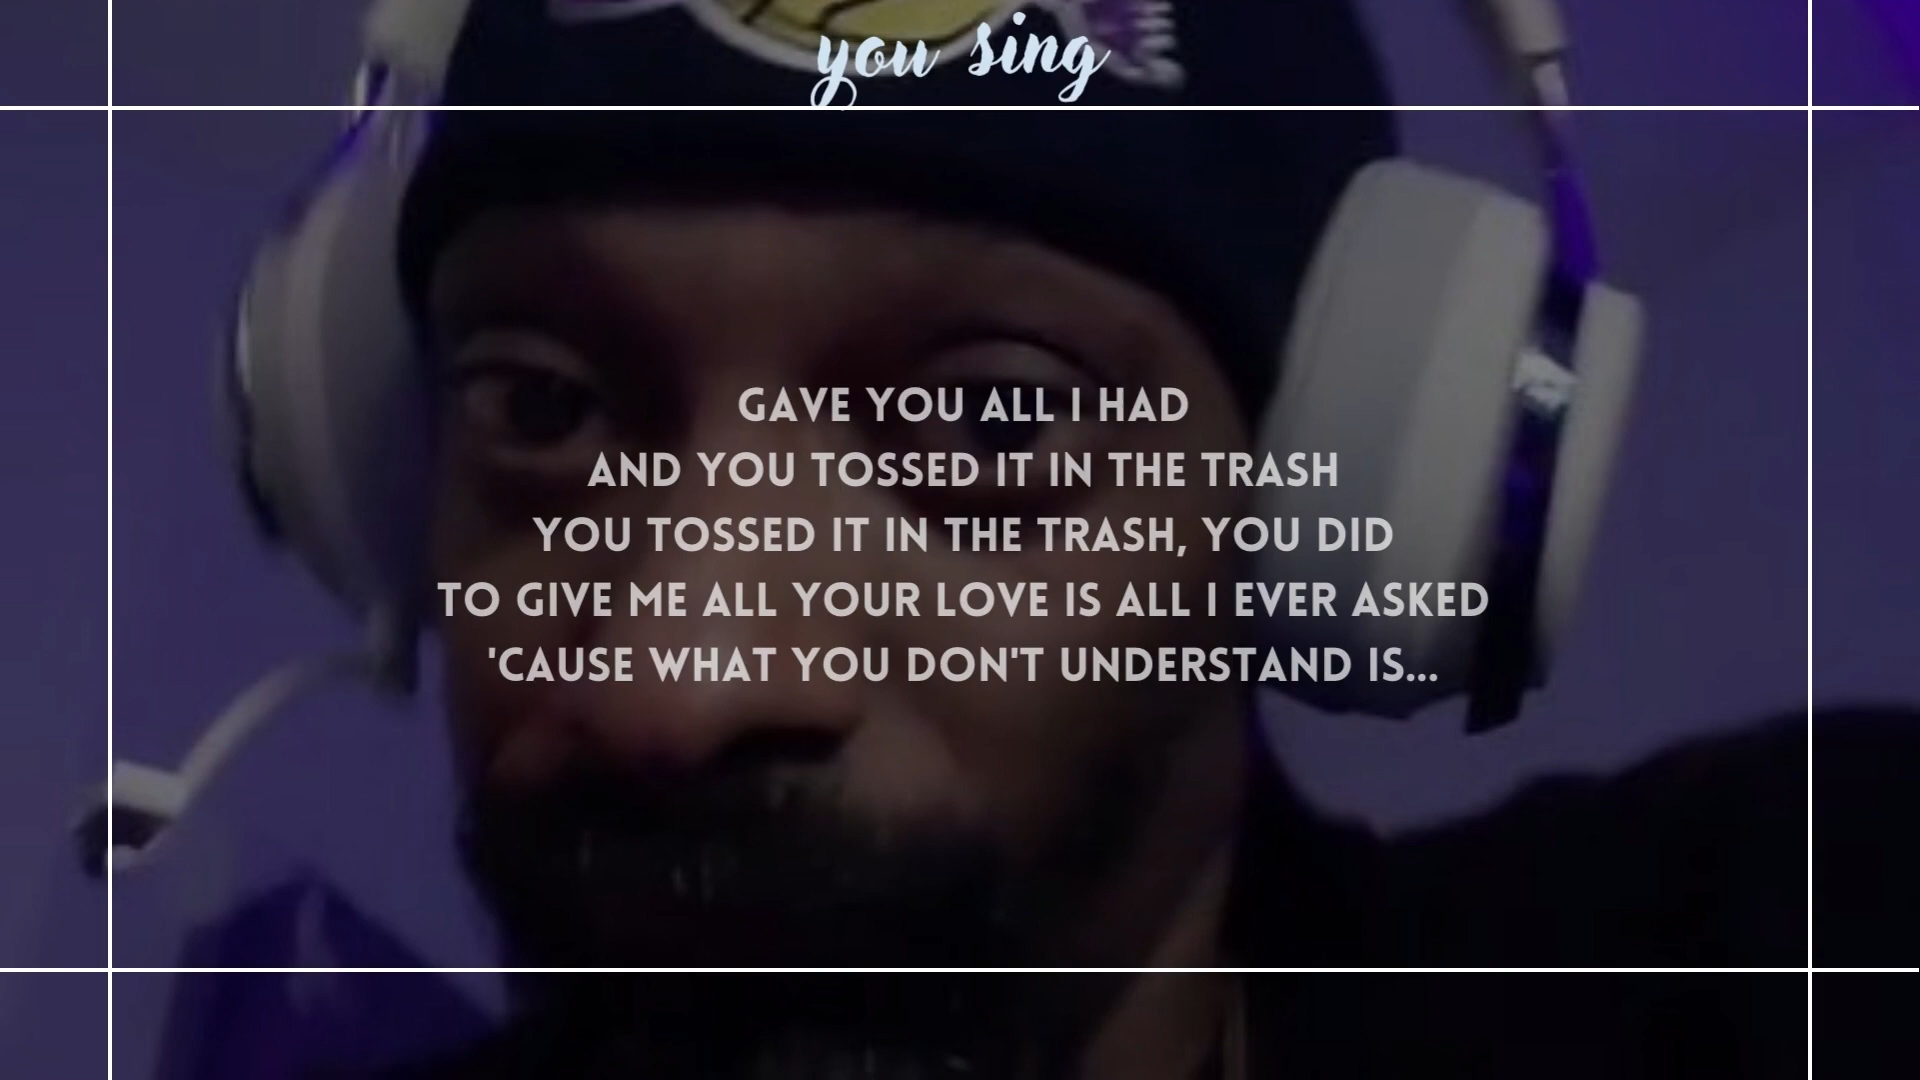 you sing
GAVE YOU ALL I HAD
AND YOU TOSSED IT IN THE TRASH
YOU TOSSED IT IN THE TRASH, YOU DID
TO GIVE ME ALL YOUR LOVE IS ALL I EVER ASKED
'CAUSE WHAT YOU DON'T UNDERSTAND IS...